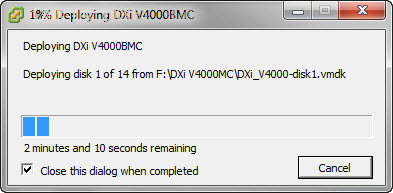 19% Deploying DXi V4000BMC
Deploying DXi V4000BMC
Deploying disk 1 of 14 from F:\DXi V4000MC\DXi_V4000-disk1.vmdk
2 minutes and 10 seconds remaining
Close this dialog when completed
Cancel